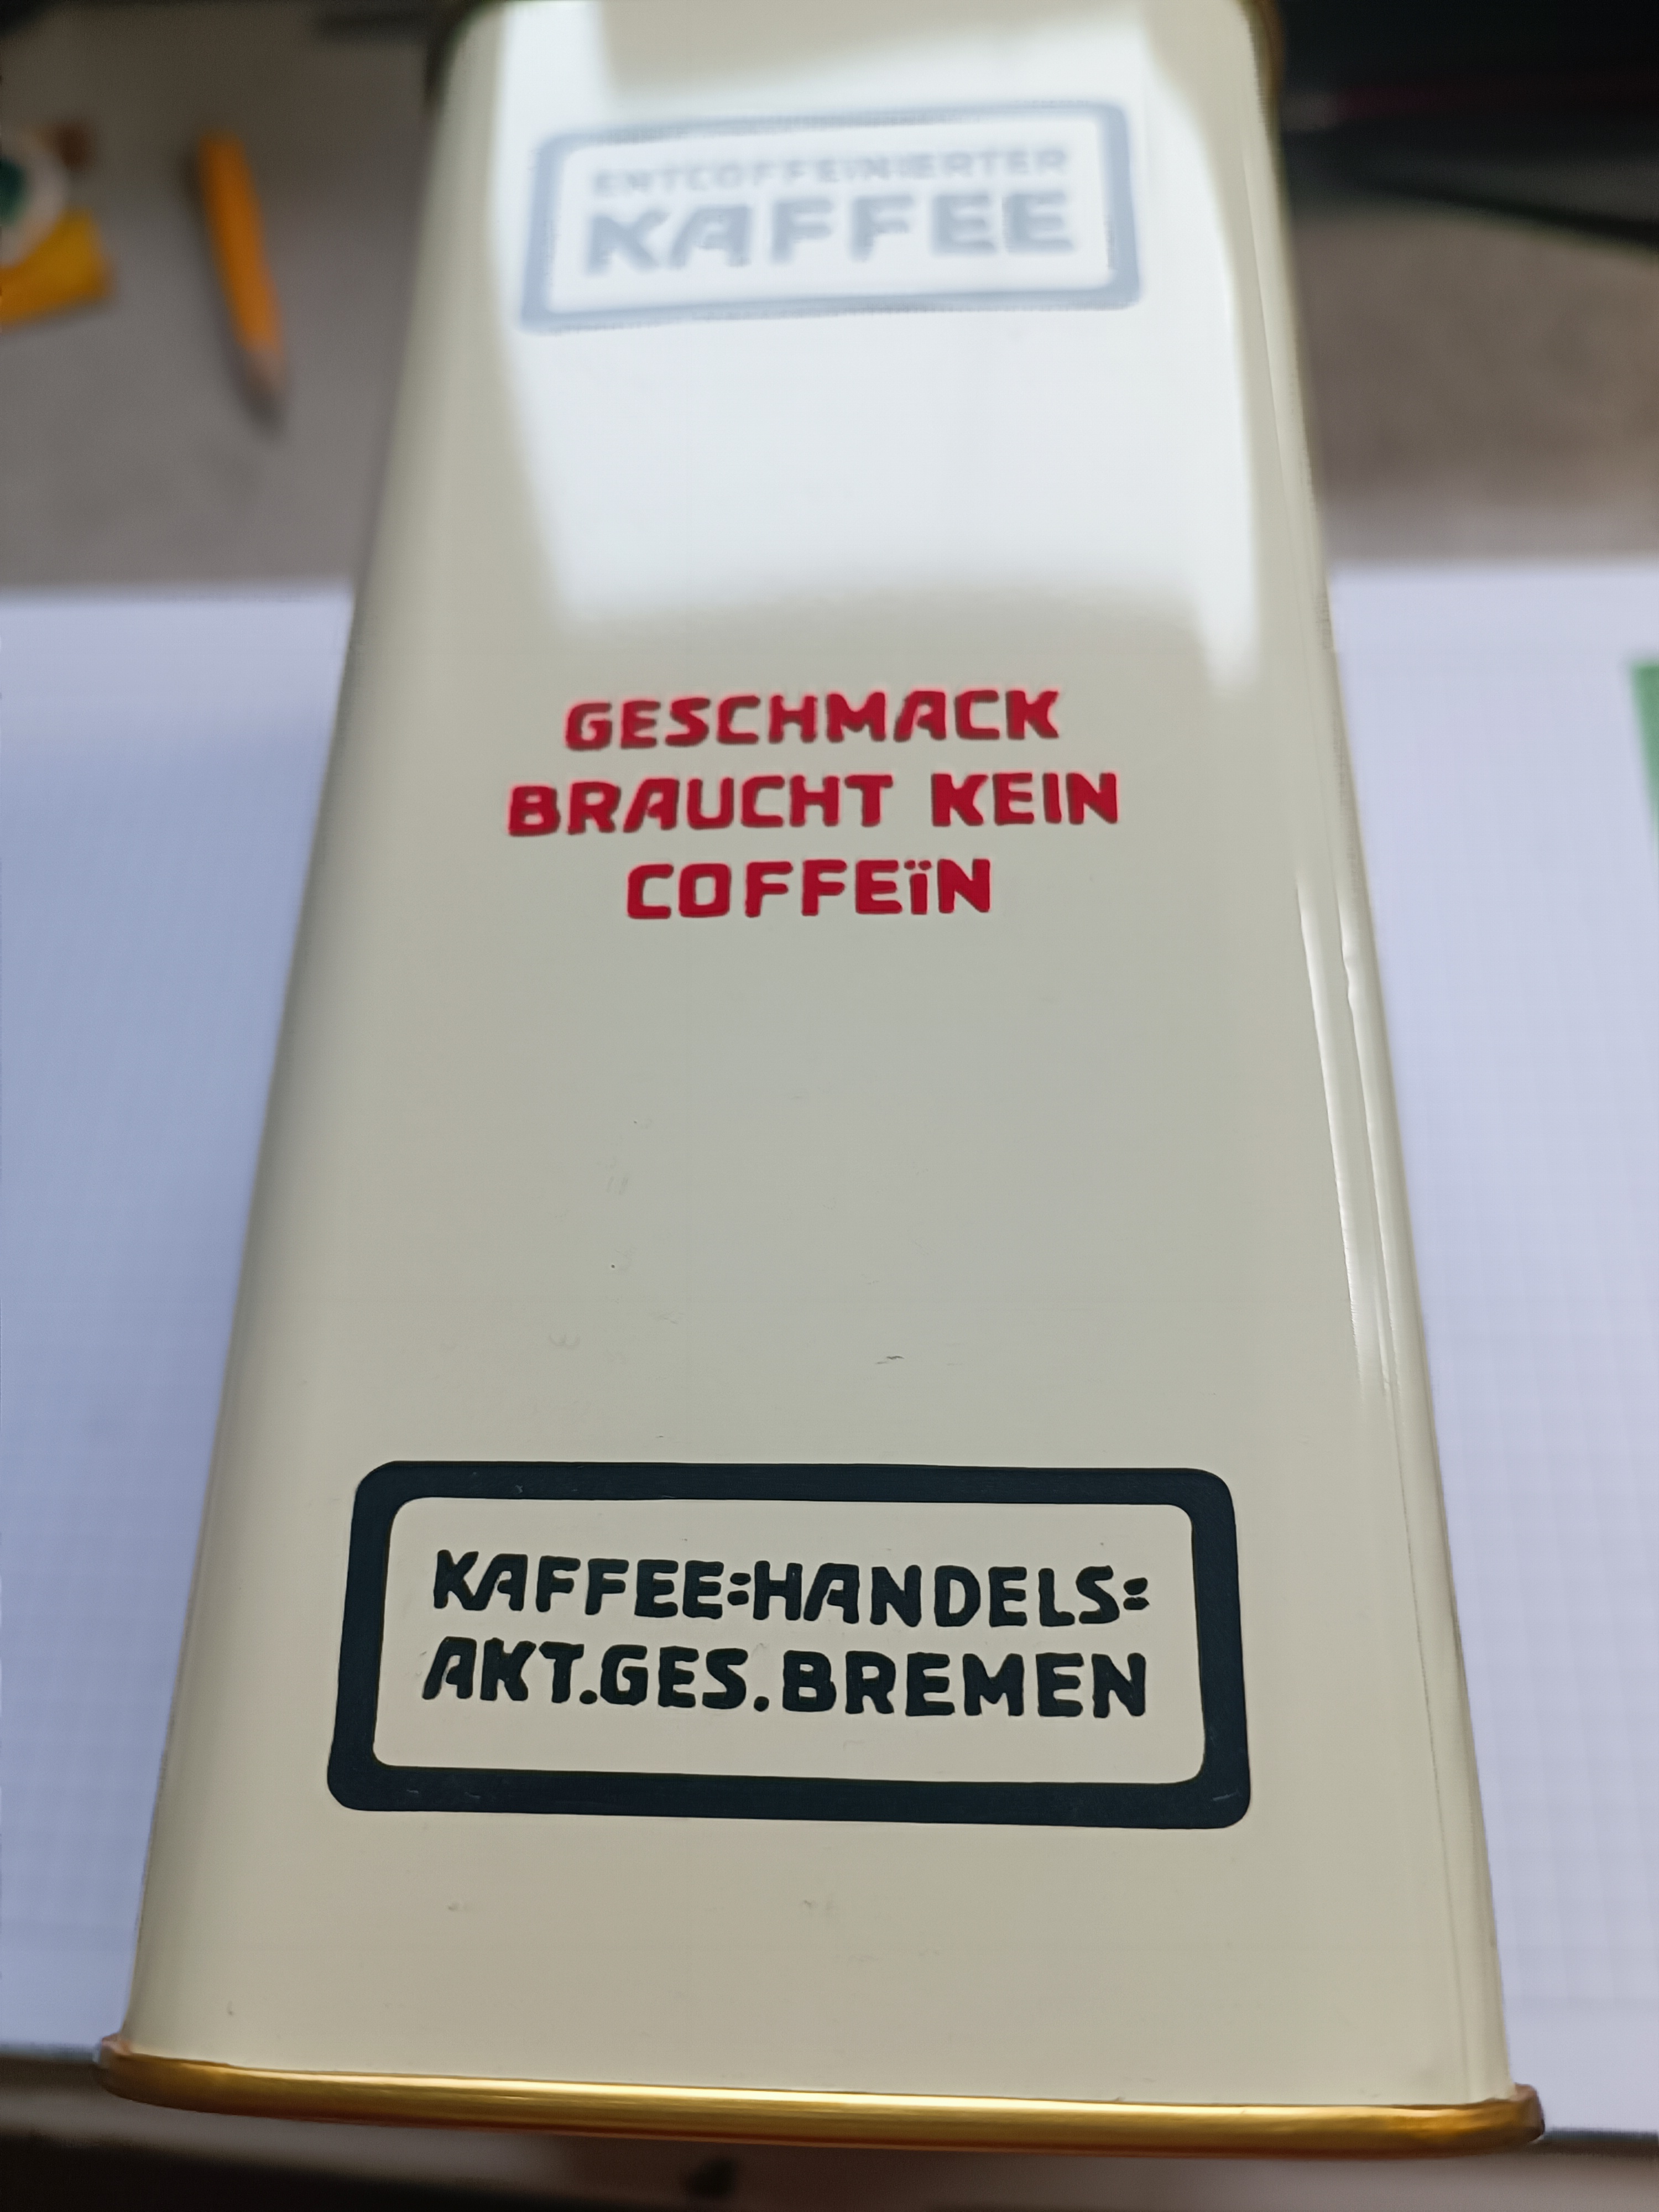 ENTCOFFEINIERTER
KAFFEE
GESCHMACK
BRAUCHT KEIN
COFFEïN
KAFFEE=HANDELS=
AKT.GES.BREMEN